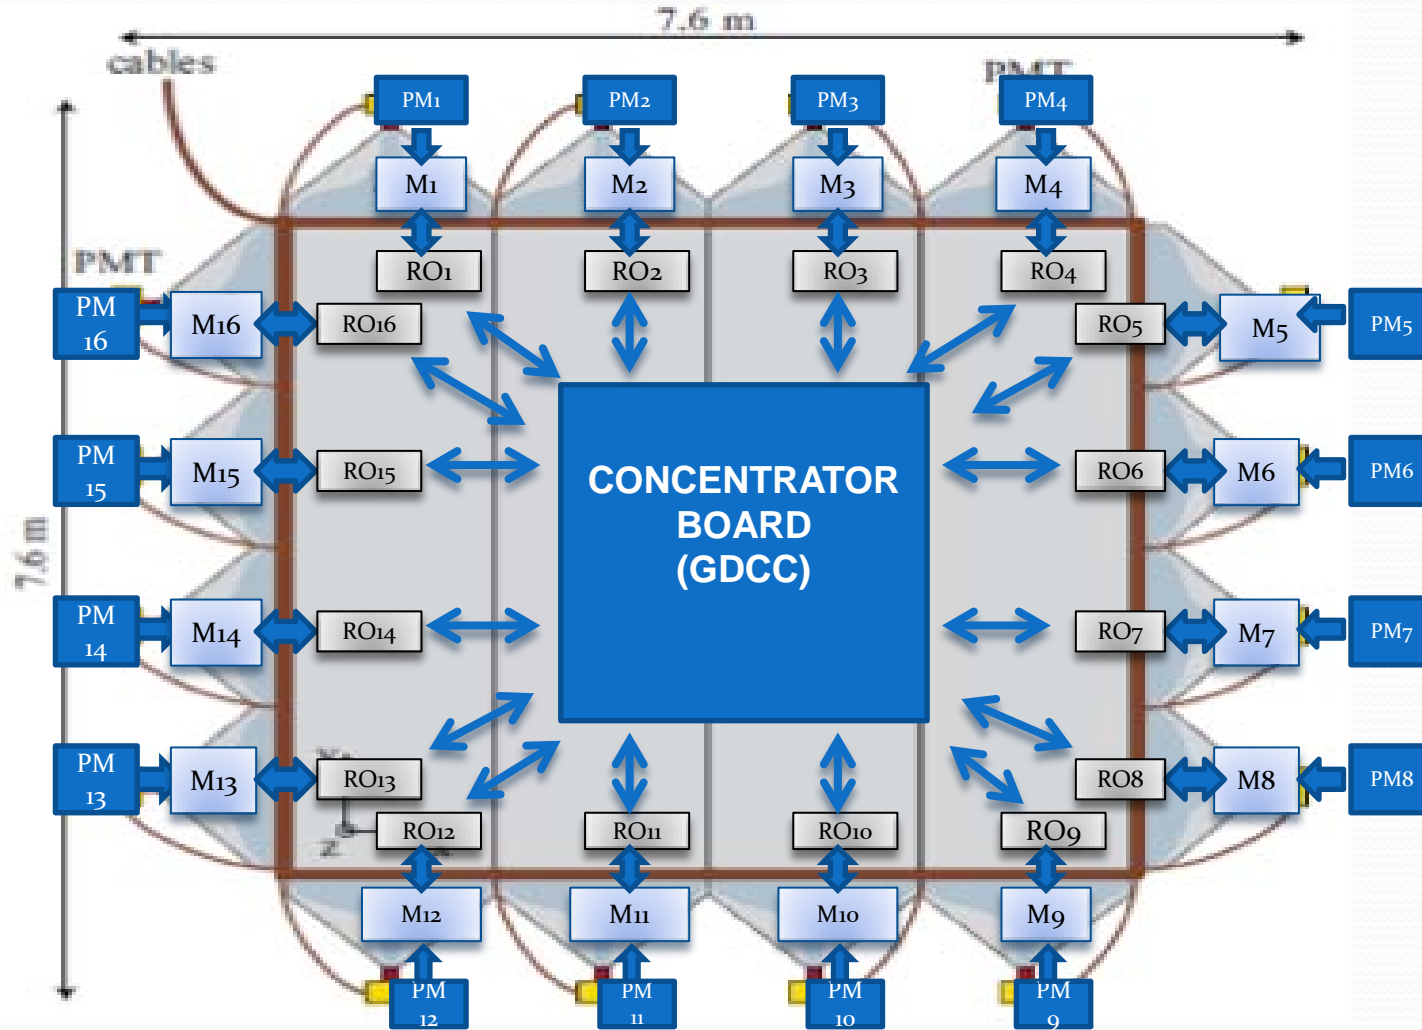 7.6 m
cables
PMT
PM1
PM2
PM3
PM4
M1
M2
M3
M4
RO1
RO2
RO3
RO4
PMT
PM
16
M16
RO16
RO5
M5
PM5
PM
15
M15
RO15
CONCENTRATOR
BOARD
(GDCC)
RO6
M6
PM6
7.6 m
PM
14
M14
RO14
RO7
M7
PM7
PM
13
M13
RO13
RO8
M8
PM8
Z
RO12
RO11
RO10
RO9
M12
M11
M10
M9
PM
12
PM
11
PM
10
PM
9